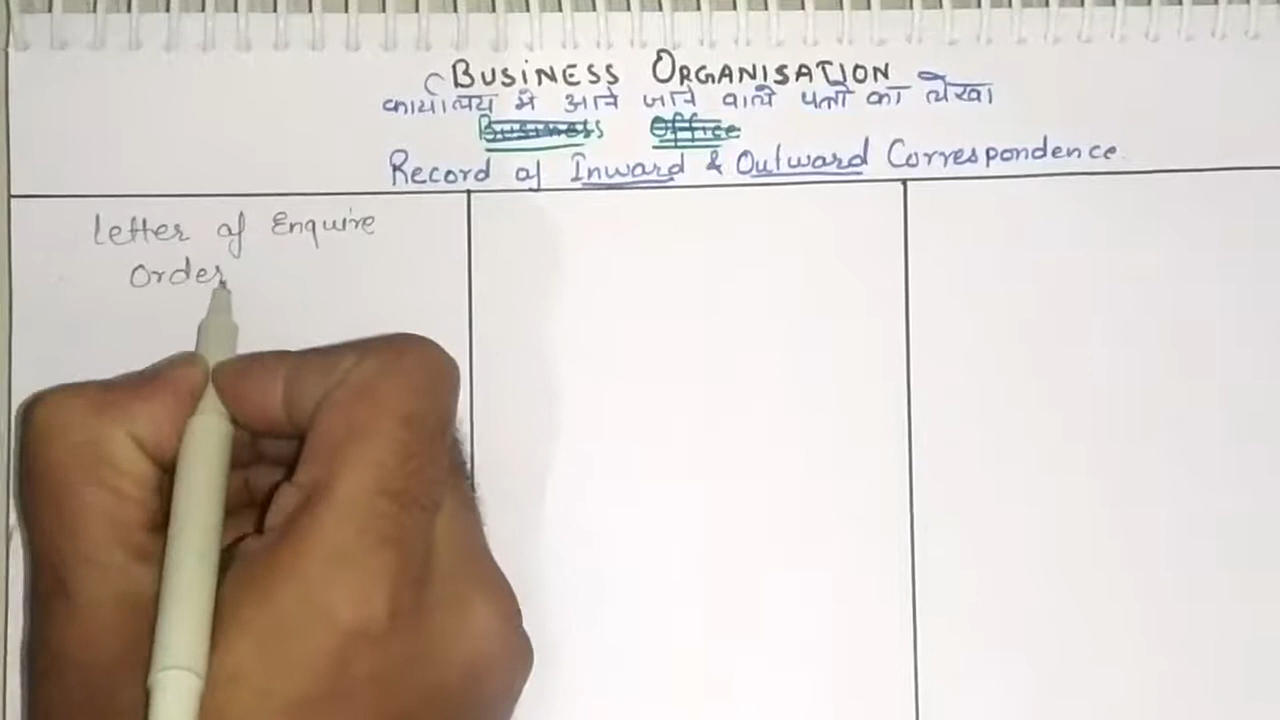 BUSINESS ORGANISATION
कार्यालय मे आने जाने वाले पत्रों का लेखा
Business Office
Record of Inward & Outward Correspondence.
Letter of Enquire
Order